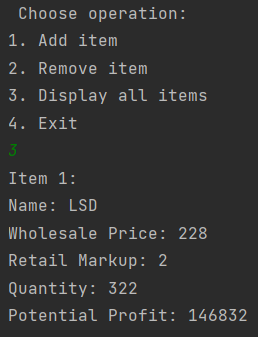 Choose operation:
1. Add item
2. Remove item
3. Display all items
4. Exit
3
Item 1:
Name: LSD
Wholesale Price: 228
Retail Markup: 2
Quantity: 322
Potential Profit: 146832